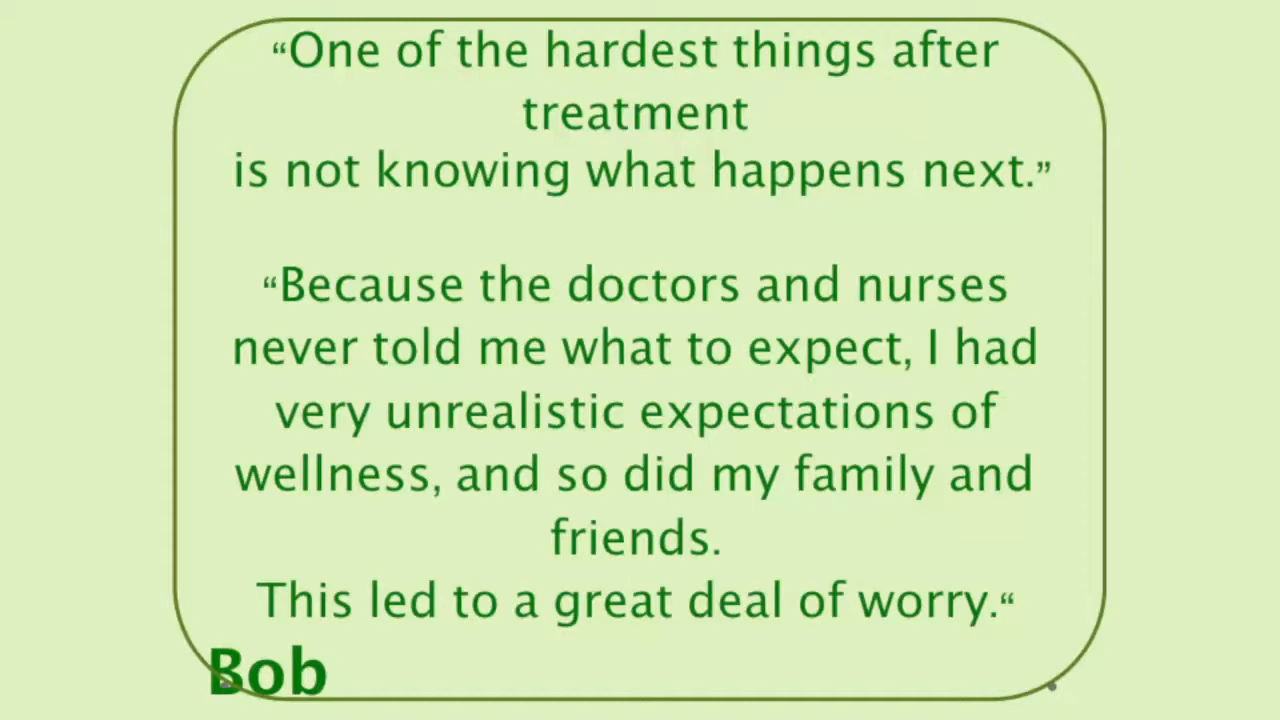 “One of the hardest things after
treatment
is not knowing what happens next.”
“Because the doctors and nurses
never told me what to expect, I had
very unrealistic expectations of
wellness, and so did my family and
friends.
This led to a great deal of worry.“
Bob